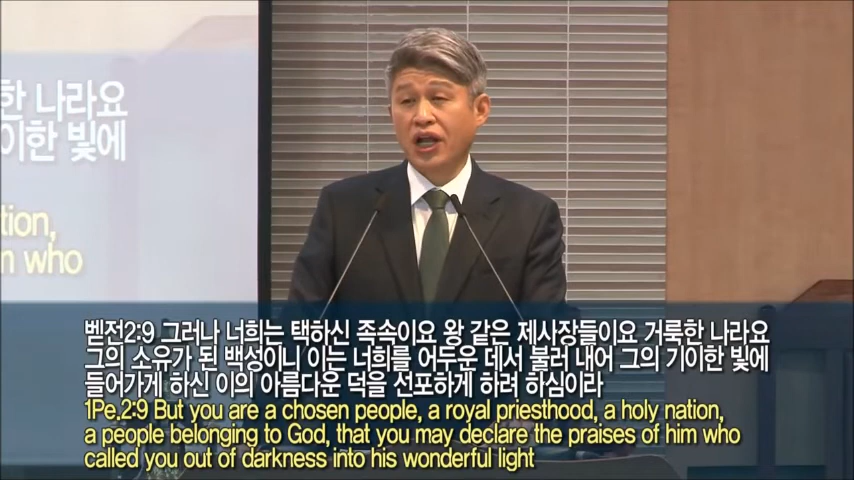 한 나라요
기이한 빛에
tion,
m who
벧전2:9 그러나 너희는 택하신 족속이요 왕 같은 제사장들이요 거룩한 나라요
그의 소유가 된 백성이니 이는 너희를 어두운 데서 불러 내어 그의 기이한 빛에
들어가게 하신 이의 아름다운 덕을 선포하게 하려 하심이라
1Pe.2:9 But you are a chosen people, a royal priesthood, a holy nation,
a people belonging to God, that you may declare the praises of him who
called you out of darkness into his wonderful light